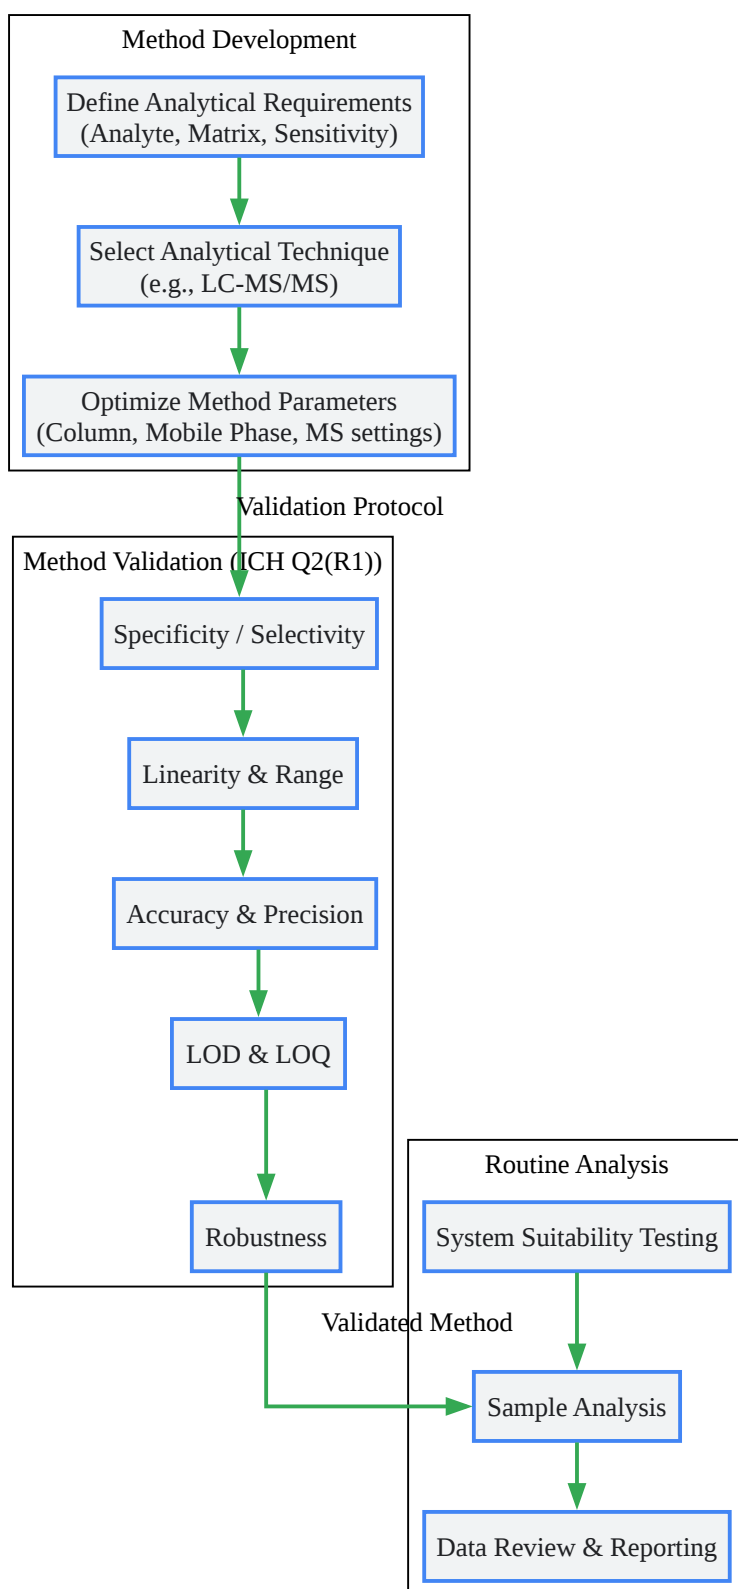 Method Development
Define Analytical Requirements
(Analyte, Matrix, Sensitivity)
Select Analytical Technique
(e.g., LC-MS/MS)
Optimize Method Parameters
(Column, Mobile Phase, MS settings)
Validation Protocol
Method Validation (ICH Q2(R1))
Specificity / Selectivity
Linearity & Range
Accuracy & Precision
LOD & LOQ
Robustness
Routine Analysis
System Suitability Testing
Validated Method
Sample Analysis
Data Review & Reporting